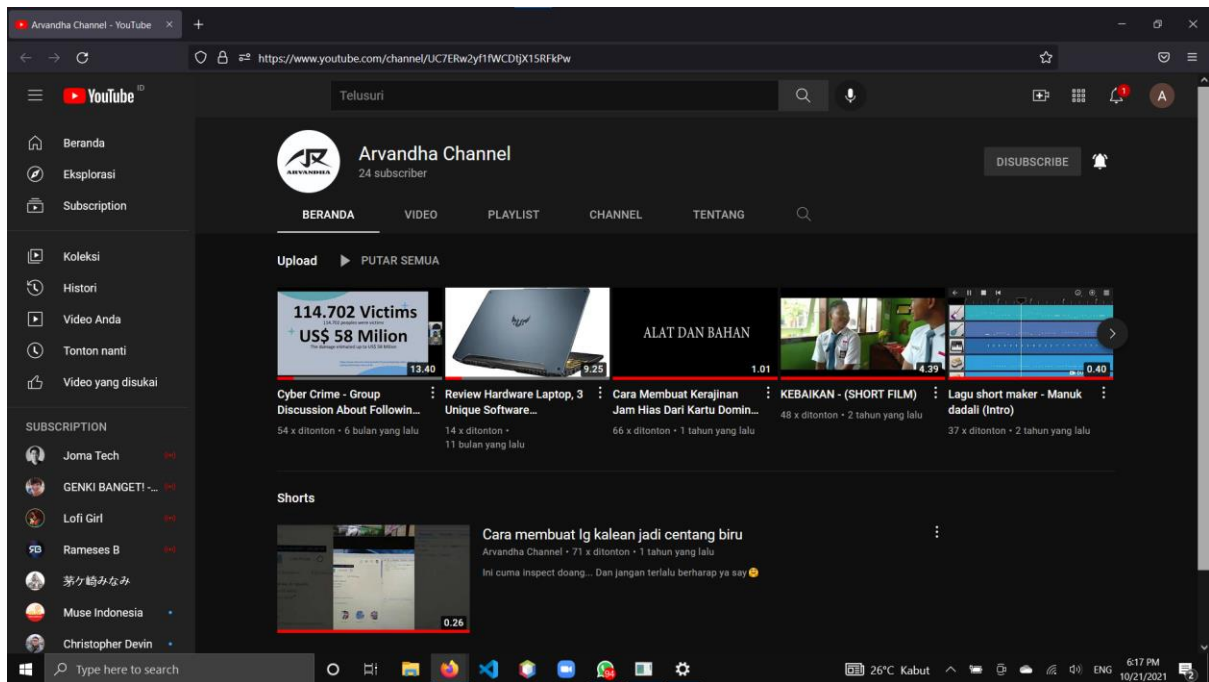 Arvandha Channel - YouTube
https://www.youtube.com/channel/UC7ERw2yf1fWCDtjX15RFkPw
YouTube ID
Telusuri
1
A
Beranda
Eksplorasi
Subscription
Koleksi
Histori
Video Anda
Tonton nanti
Video yang disukai
SUBSCRIPTION
Joma Tech
GENKI BANGET! -...
Lofi Girl
Rameses B
茅ケ崎みなみ
Muse Indonesia
Christopher Devin
ARVANDHA
Arvandha Channel
24 subscriber
DISUBSCRIBE
BERANDA VIDEO PLAYLIST CHANNEL TENTANG
Upload PUTAR SEMUA
114.702 Victims
US$ 58 Milion
13.40
Cyber Crime - Group
Discussion About Followin...
54 x ditonton • 6 bulan yang lalu
9.25
Review Hardware Laptop, 3
Unique Software...
14 x ditonton •
11 bulan yang lalu
ALAT DAN BAHAN
1.01
Cara Membuat Kerajinan
Jam Hias Dari Kartu Domin...
66 x ditonton • 1 tahun yang lalu
4.39
KEBAIKAN - (SHORT FILM)
48 x ditonton • 2 tahun yang lalu
0.40
Lagu short maker - Manuk
dadali (Intro)
37 x ditonton • 2 tahun yang lalu
Shorts
0.26
Cara membuat Ig kalean jadi centang biru
Arvandha Channel • 71 x ditonton • 1 tahun yang lalu
Ini cuma inspect doang... Dan jangan terlalu berharap ya say
Type here to search
26°C Kabut
ENG
6:17 PM
10/21/2021
2